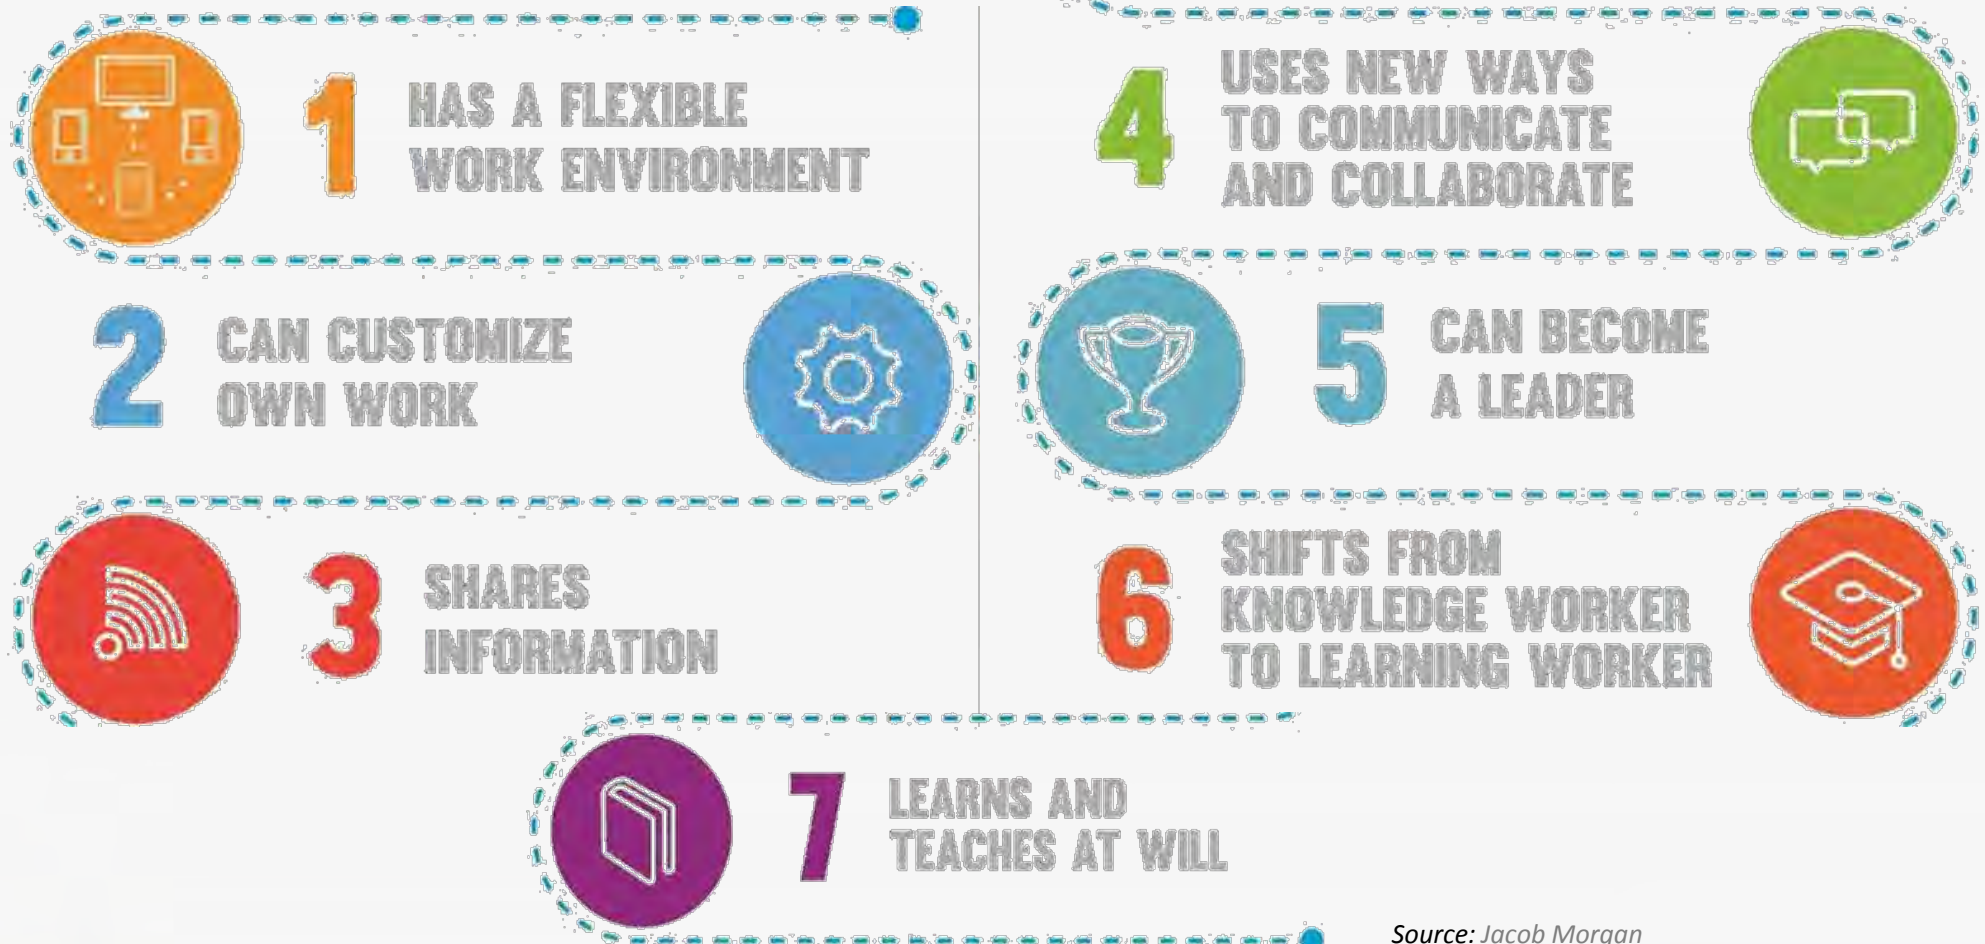 1
HAS A FLEXIBLE
WORK ENVIRONMENT
2
CAN CUSTOMIZE
OWN WORK
3
SHARES
INFORMATION
4
USES NEW WAYS
TO COMMUNICATE
AND COLLABORATE
5
CAN BECOME
A LEADER
6
SHIFTS FROM
KNOWLEDGE WORKER
TO LEARNING WORKER
7
LEARNS AND
TEACHES AT WILL
Source: Jacob Morgan